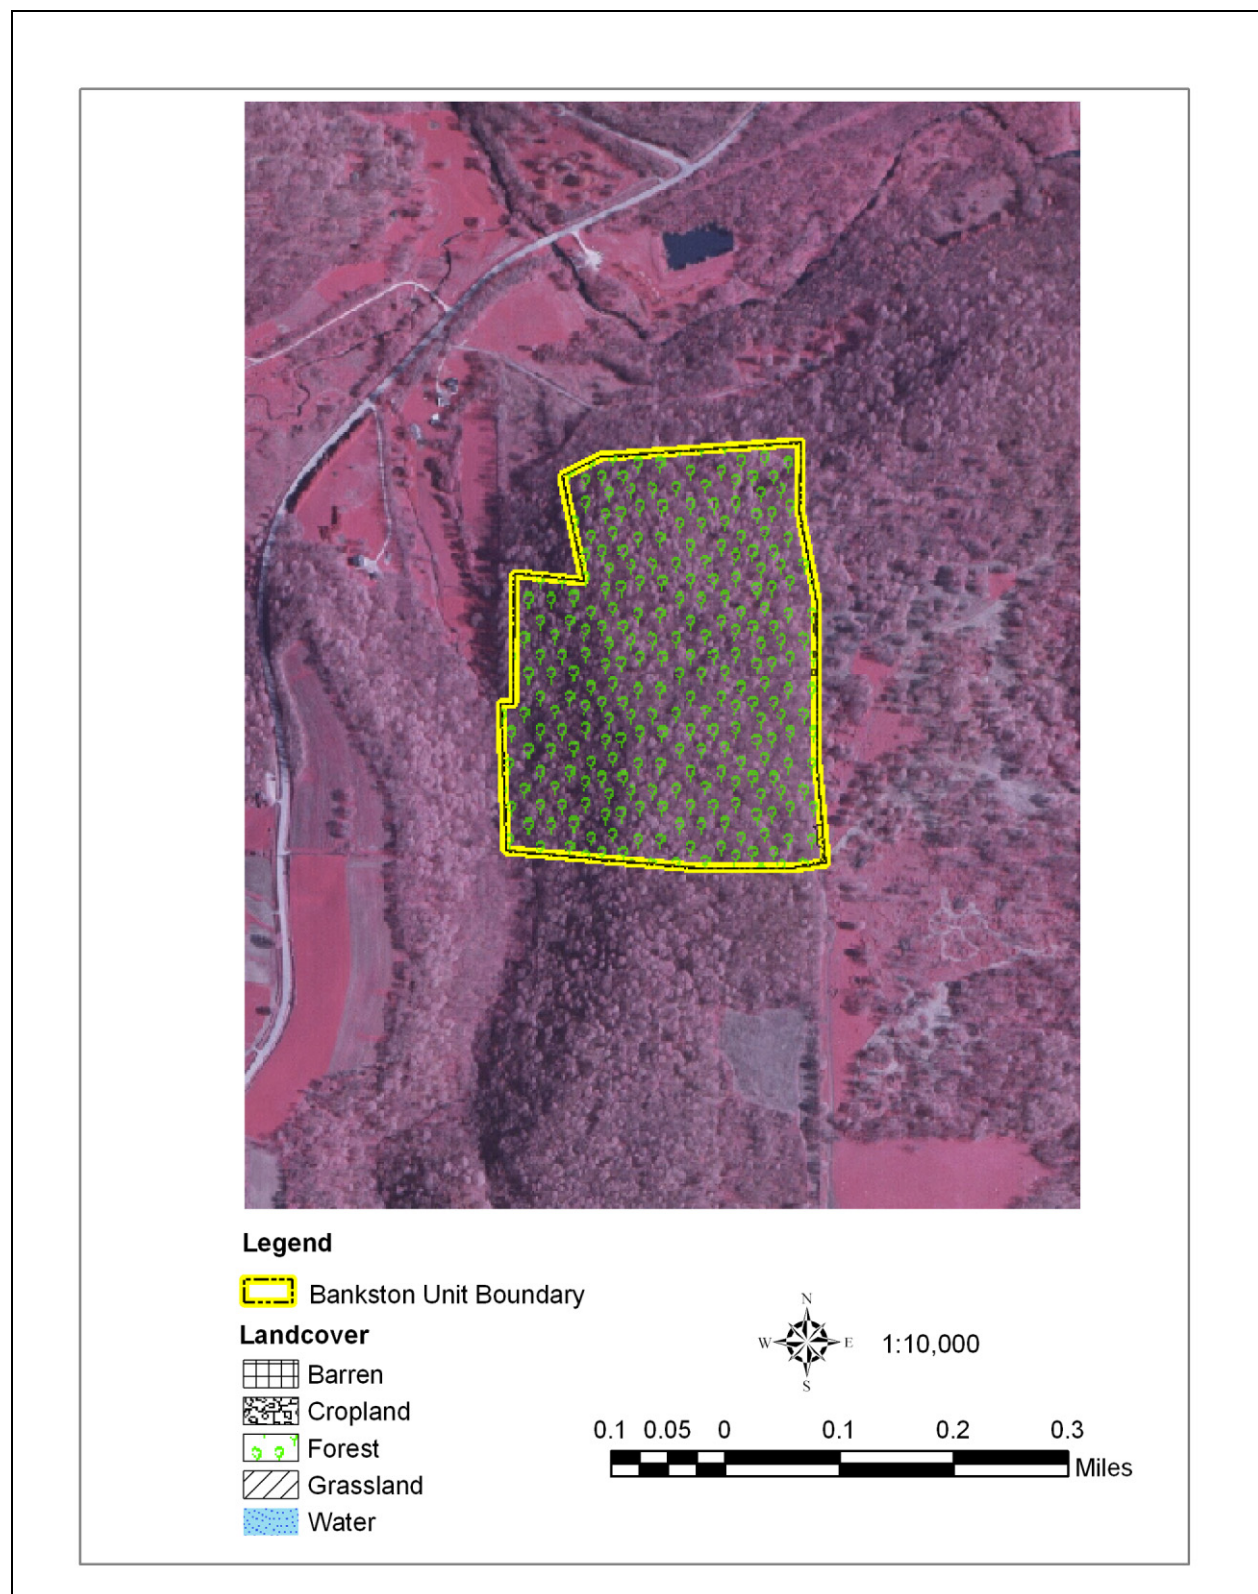 Legend
Bankston Unit Boundary
Landcover
Barren
Cropland
Forest
Grassland
Water
N
W E
S
1:10,000
0.1 0.05 0 0.1 0.2 0.3
Miles